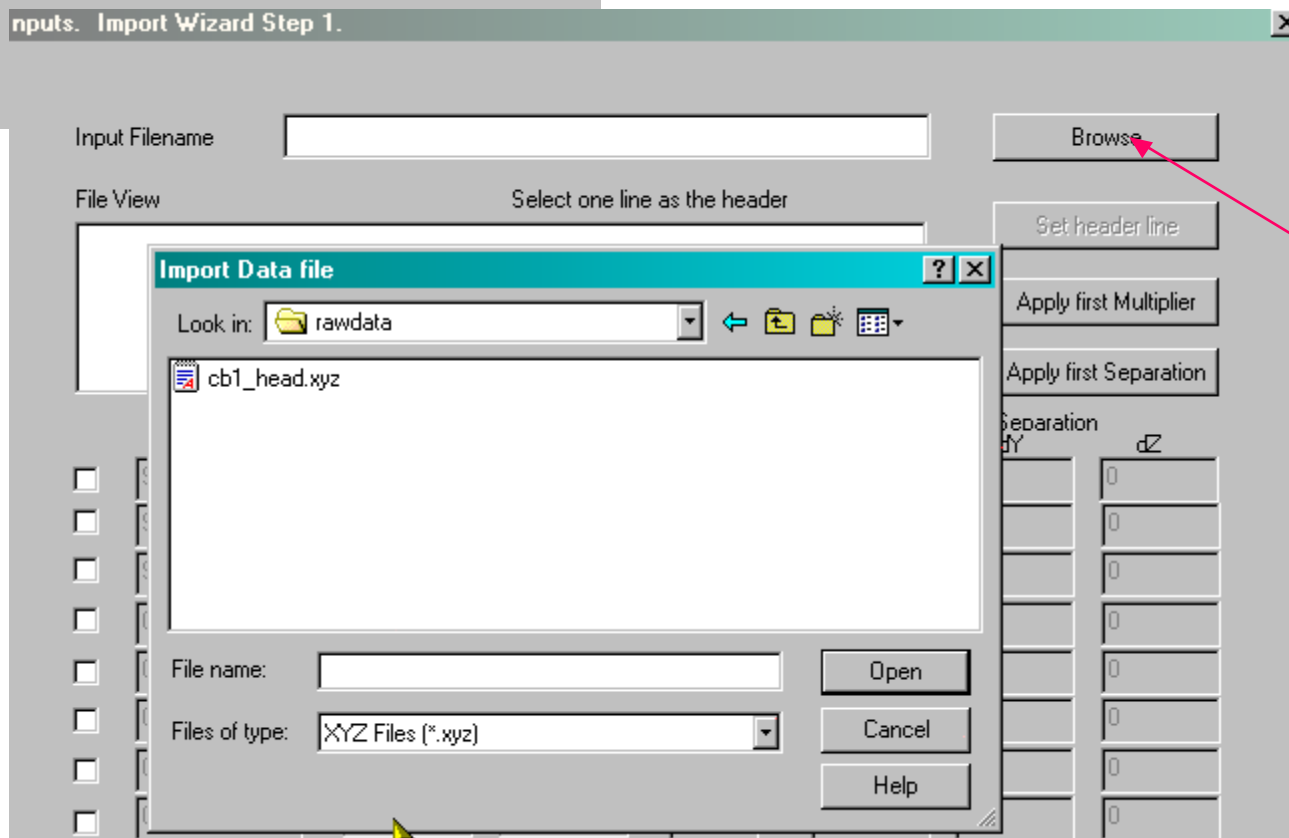 nputs. Import Wizard Step 1.
Input Filename
Browse
File View
Select one line as the header
Set header line
Import Data file
Apply first Multiplier
Look in: rawdata
cb1_head.xyz
Apply first Separation
Separation
dY dZ
0
0
0
0
0
0
0
0
File name:
Open
Files of type: XYZ Files (*.xyz)
Cancel
Help